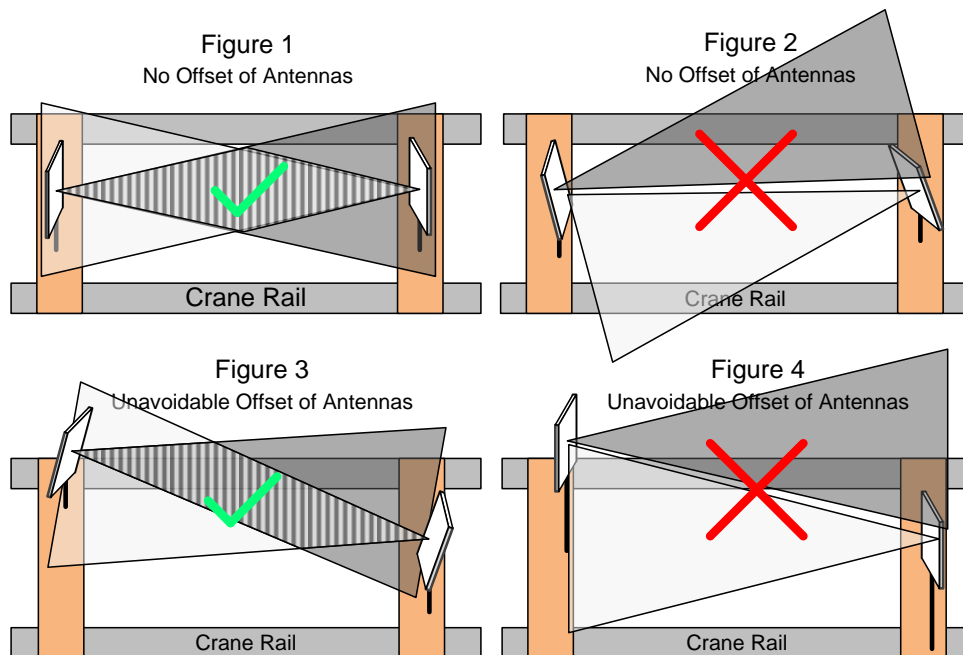 Figure 1
No Offset of Antennas
Crane Rail
Figure 2
No Offset of Antennas
Crane Rail
Figure 3
Unavoidable Offset of Antennas
Crane Rail
Figure 4
Unavoidable Offset of Antennas
Crane Rail